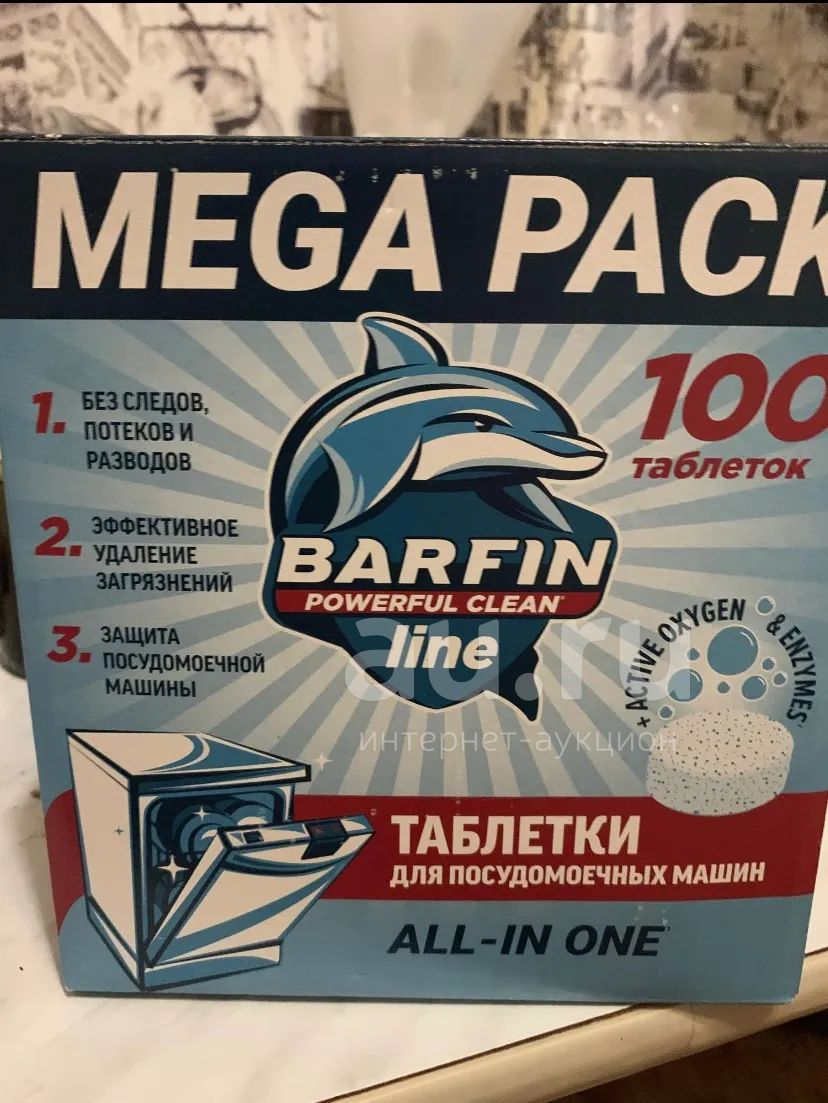 MEGA PACK
100
таблеток
1. БЕЗ СЛЕДОВ,
ПОТЕКОВ И
РАЗВОДОВ
2. ЭФФЕКТИВНОЕ
УДАЛЕНИЕ
ЗАГРЯЗНЕНИЙ
3. ЗАЩИТА
ПОСУДОМОЕЧНОЙ
МАШИНЫ
BARFIN
POWERFUL CLEAN*
line
+ ACTIVE OXYGEN & ENZYMES*
au.ru
интернет-аукцион
ТАБЛЕТКИ
ДЛЯ ПОСУДОМОЕЧНЫХ МАШИН
ALL-IN ONE*